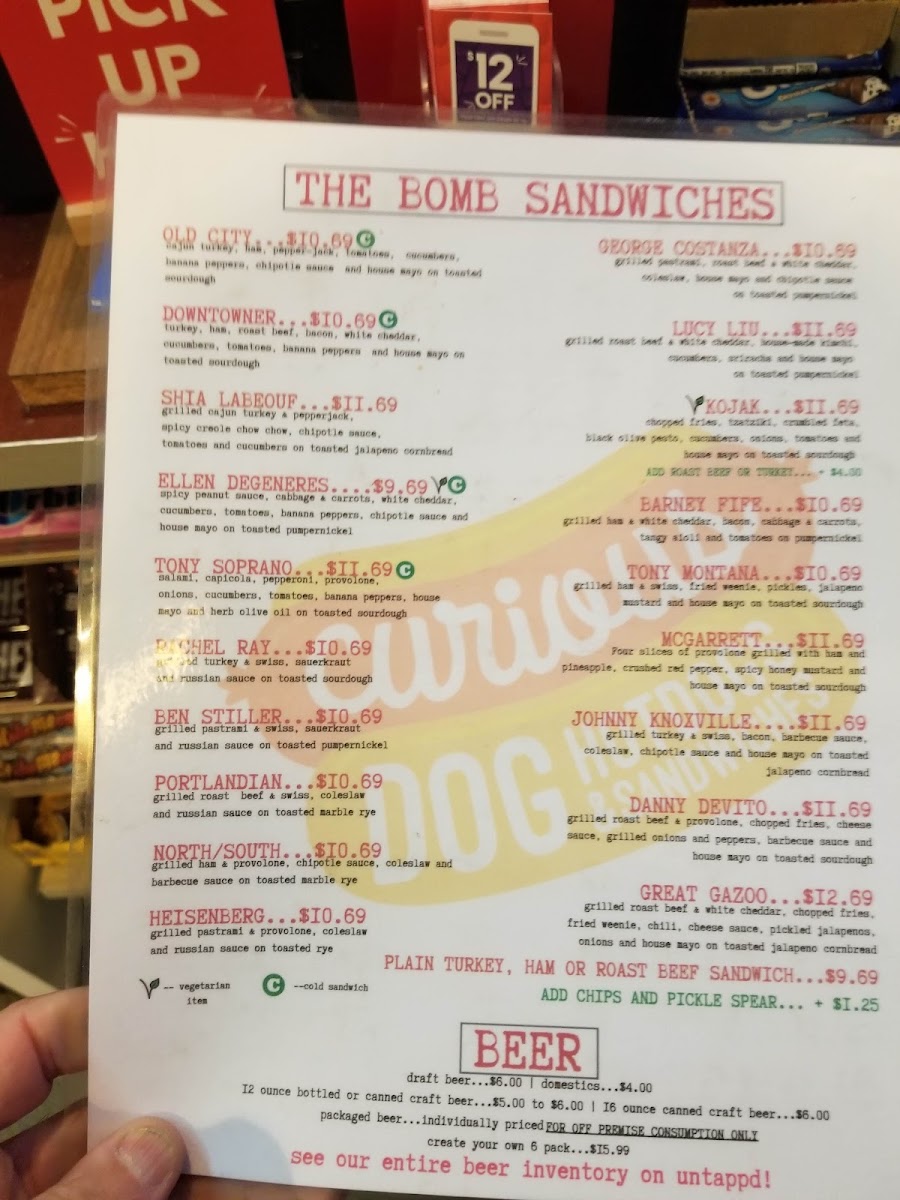 PICK
UP
$12
OFF
THE BOMB SANDWICHES
OLD CITY...$10.69 C
cajun turkey, ham, pepper-jack, tomatoes, cucumbers,
banana peppers, chipotle sauce and house mayo on toasted
sourdough
DOWNTOWNER...$10.69 C
turkey, ham, roast beef, bacon, white cheddar,
cucumbers, tomatoes, banana peppers and house mayo on
toasted sourdough
SHIA LABEOUF...$11.69
grilled cajun turkey & pepperjack,
spicy creole chow chow, chipotle sauce,
tomatoes and cucumbers on toasted jalapeno cornbread
ELLEN DEGENERES....$9.69 V C
spicy peanut sauce, cabbage & carrots, white cheddar,
cucumbers, tomatoes, banana peppers, chipotle sauce and
house mayo on toasted pumpernickel
TONY SOPRANO...$11.69 C
salami, capicola, pepperoni, provolone,
onions, cucumbers, tomatoes, banana peppers, house
mayo and herb olive oil on toasted sourdough
RACHEL RAY...$10.69
turkey & swiss, sauerkraut
and russian sauce on toasted sourdough
BEN STILLER...$10.69
grilled pastrami & swiss, sauerkraut
and russian sauce on toasted pumpernickel
PORTLANDIAN...$10.69
grilled roast beef & swiss, coleslaw
and russian sauce on toasted marble rye
NORTH/SOUTH...$10.69
grilled ham & provolone, chipotle sauce, coleslaw and
barbecue sauce on toasted marble rye
HEISENBERG...$10.69
grilled pastrami & provolone, coleslaw
and russian sauce on toasted rye
V -- vegetarian
item
C --cold sandwich
GEORGE COSTANZA...$10.69
grilled pastrami, roast beef & white cheddar,
coleslaw, house mayo and chipotle sauce
on toasted pumpernickel
LUCY LIU...$11.69
grilled roast beef & white cheddar, house-made kimchi,
cucumbers, sriracha and house mayo
on toasted pumpernickel
V KOJAK...$11.69
chopped fries, tzatziki, crumbled feta,
black olive pesto, cucumbers, onions, tomatoes and
house mayo on toasted sourdough
ADD ROAST BEEF OR TURKEY... + $4.00
BARNEY FIFE...$10.69
grilled ham & white cheddar, bacon, cabbage & carrots,
tangy aioli and tomatoes on pumpernickel
TONY MONTANA...$10.69
grilled ham & swiss, fried weenie, pickles, jalapeno
mustard and house mayo on toasted sourdough
MCGARRETT...$11.69
Four slices of provolone grilled with ham and
pineapple, crushed red pepper, spicy honey mustard and
house mayo on toasted sourdough
JOHNNY KNOXVILLE....$11.69
grilled turkey & swiss, bacon, barbecue sauce,
coleslaw, chipotle sauce and house mayo on toasted
jalapeno cornbread
DANNY DEVITO...$11.69
grilled roast beef & provolone, chopped fries, cheese
sauce, grilled onions and peppers, barbecue sauce and
house mayo on toasted sourdough
GREAT GAZOO...$12.69
grilled roast beef & white cheddar, chopped fries,
fried weenie, chili, cheese sauce, pickled jalapenos,
onions and house mayo on toasted jalapeno cornbread
PLAIN TURKEY, HAM OR ROAST BEEF SANDWICH...$9.69
ADD CHIPS AND PICKLE SPEAR... + $1.25
curious
DOG
HOTDOGS
& SANDWICHES
BEER
draft beer...$6.00 | domestics...$4.00
12 ounce bottled or canned craft beer...$5.00 to $6.00 | 16 ounce canned craft beer...$6.00
packaged beer...individually priced FOR OFF PREMISE CONSUMPTION ONLY
create your own 6 pack...$15.99
see our entire beer inventory on untappd!